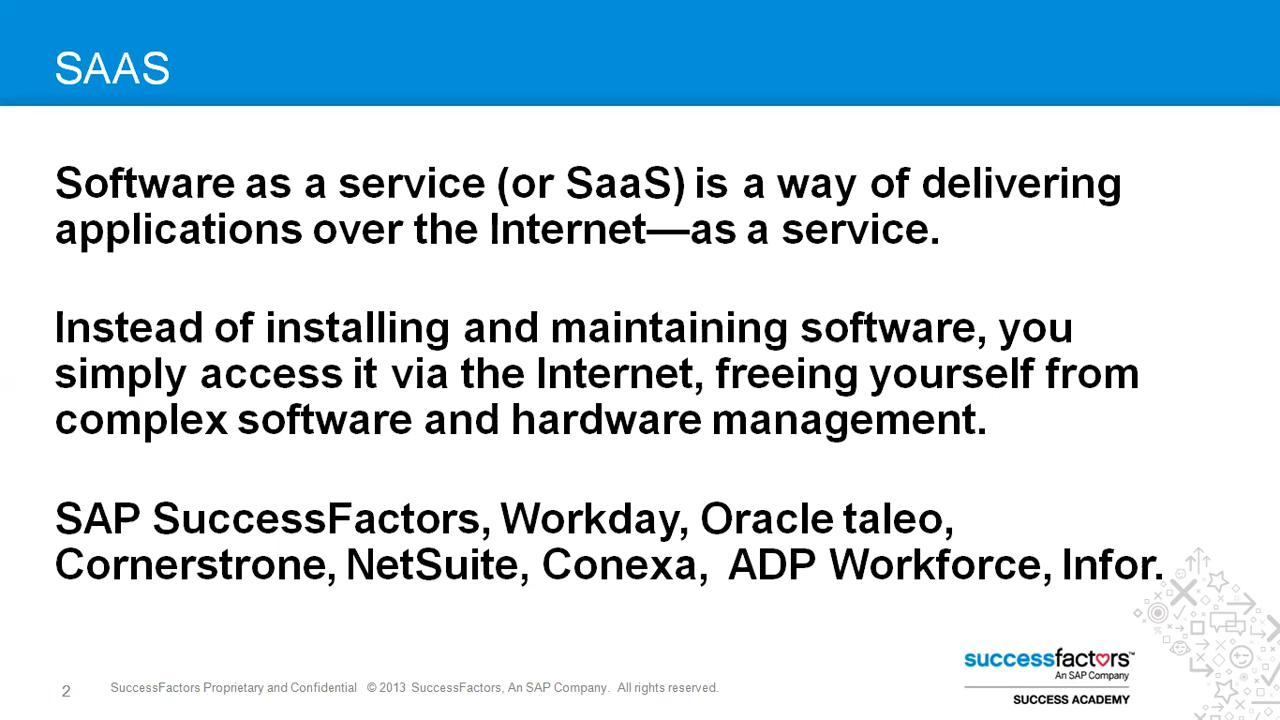 SAAS
Software as a service (or SaaS) is a way of delivering
applications over the Internet—as a service.
Instead of installing and maintaining software, you
simply access it via the Internet, freeing yourself from
complex software and hardware management.
SAP SuccessFactors, Workday, Oracle taleo,
Cornerstrone, NetSuite, Conexa, ADP Workforce, Infor.
successfactors™
An SAP Company
SUCCESS ACADEMY
2 SuccessFactors Proprietary and Confidential © 2013 SuccessFactors, An SAP Company. All rights reserved.